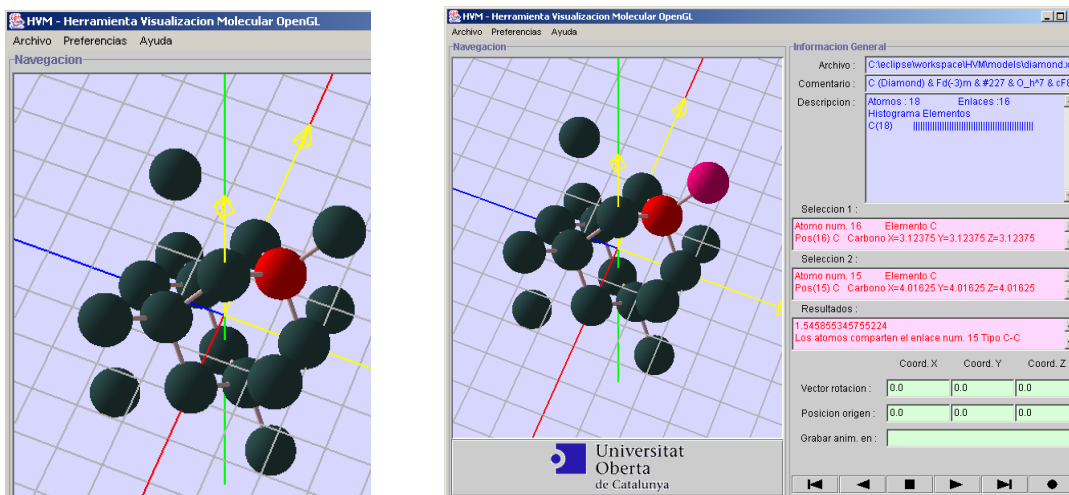 HVM - Herramienta Visualizacion Molecular OpenGL
Archivo Preferencias Ayuda
Navegacion
HVM - Herramienta Visualizacion Molecular OpenGL
Archivo Preferencias Ayuda
Navegacion
Universitat
Oberta
de Catalunya
Informacion General
Archivo : C:\eclipse\workspace\HVM\models\diamond.x
Comentario : C (Diamond) & Fd(-3)m & #227 & O_h^7 & cF8
Descripcion : Atomos : 18 Enlaces :16
Histograma Elementos
C(18) ||||||||||||||||||||||||||||||||||||||||||||||
Seleccion 1 :
Atomo num. 16 Elemento C
Pos(16) C Carbono X=3.12375 Y=3.12375 Z=3.12375
Seleccion 2 :
Atomo num. 15 Elemento C
Pos(15) C Carbono X=4.01625 Y=4.01625 Z=4.01625
Resultados :
1.545855345755224
Los atomos comparten el enlace num. 15 Tipo C-C
Coord. X Coord. Y Coord. Z
Vector rotacion : 0.0 0.0 0.0
Posicion origen : 0.0 0.0 0.0
Grabar anim. en :